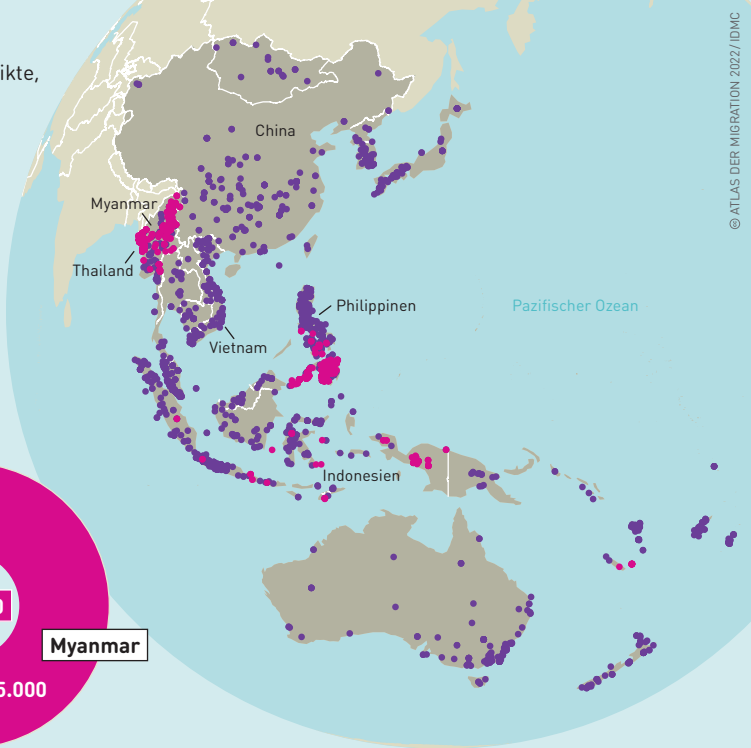 ikte,
© ATLAS DER MIGRATION 2022/ IDMC
China
Myanmar
Thailand
Philippinen
Pazifischer Ozean
Vietnam
Indonesien
Myanmar
5.000